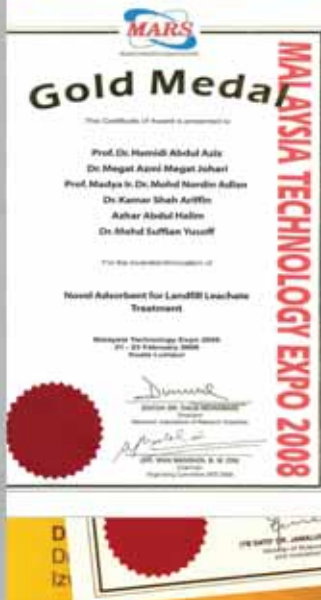 MARS
Gold Medal
This Certificate of Award is presented to
Prof. Dr. Hamidi Abdul Aziz
Dr. Megat Azmi Megat Johari
Prof. Madya Ir. Dr. Mohd Nordin Adlan
Dr. Kamar Shah Ariffin
Azhar Abdul Halim
Dr. Mohd Suffian Yusoff
For the invention/innovation of
Novel Adsorbent for Landfill Leachate
Treatment
Malaysia Technology Expo 2008
21 - 23 February 2008
Kuala Lumpur
MALAYSIA TECHNOLOGY EXPO 2008
D
D
Iz